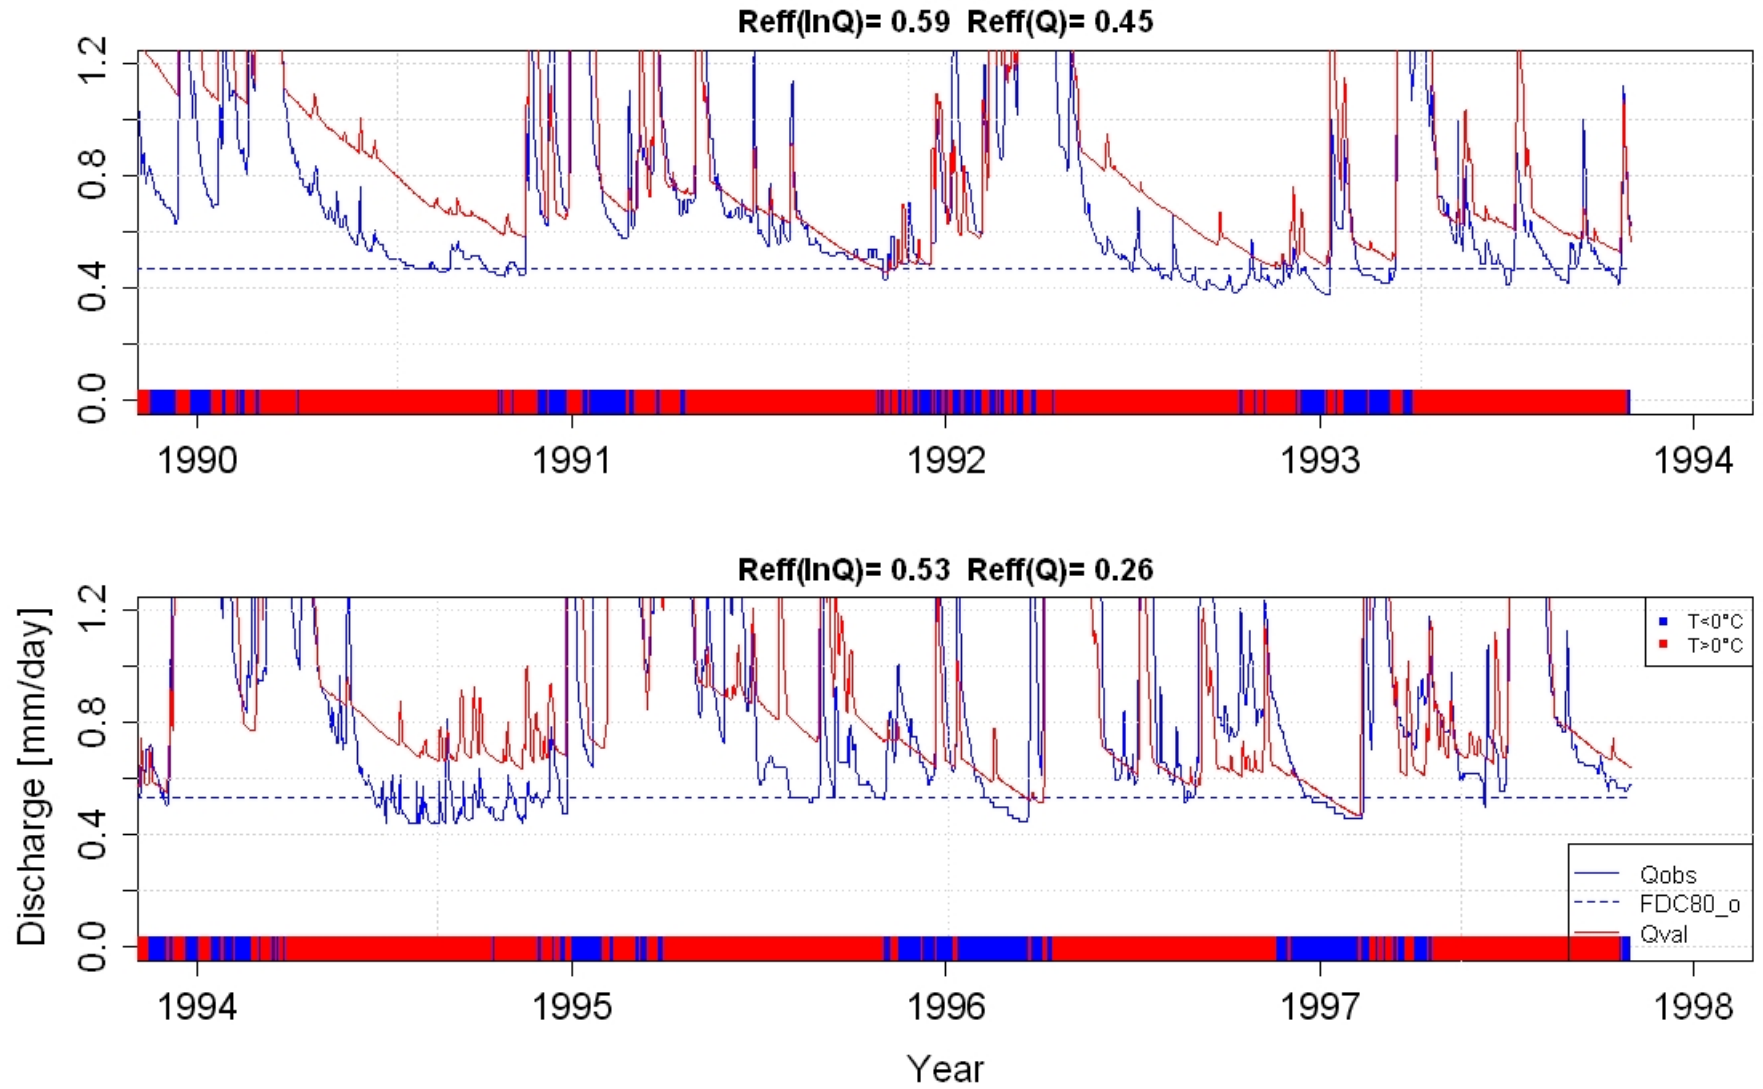 Reff(lnQ)= 0.59 Reff(Q)= 0.45
1.2
0.8
0.4
0.0
1990 1991 1992 1993 1994
Reff(lnQ)= 0.53 Reff(Q)= 0.26
Discharge [mm/day]
1.2
0.8
0.4
0.0
T<0°C
T>0°C
Qobs
FDC80_o
Qval
1994 1995 1996 1997 1998
Year